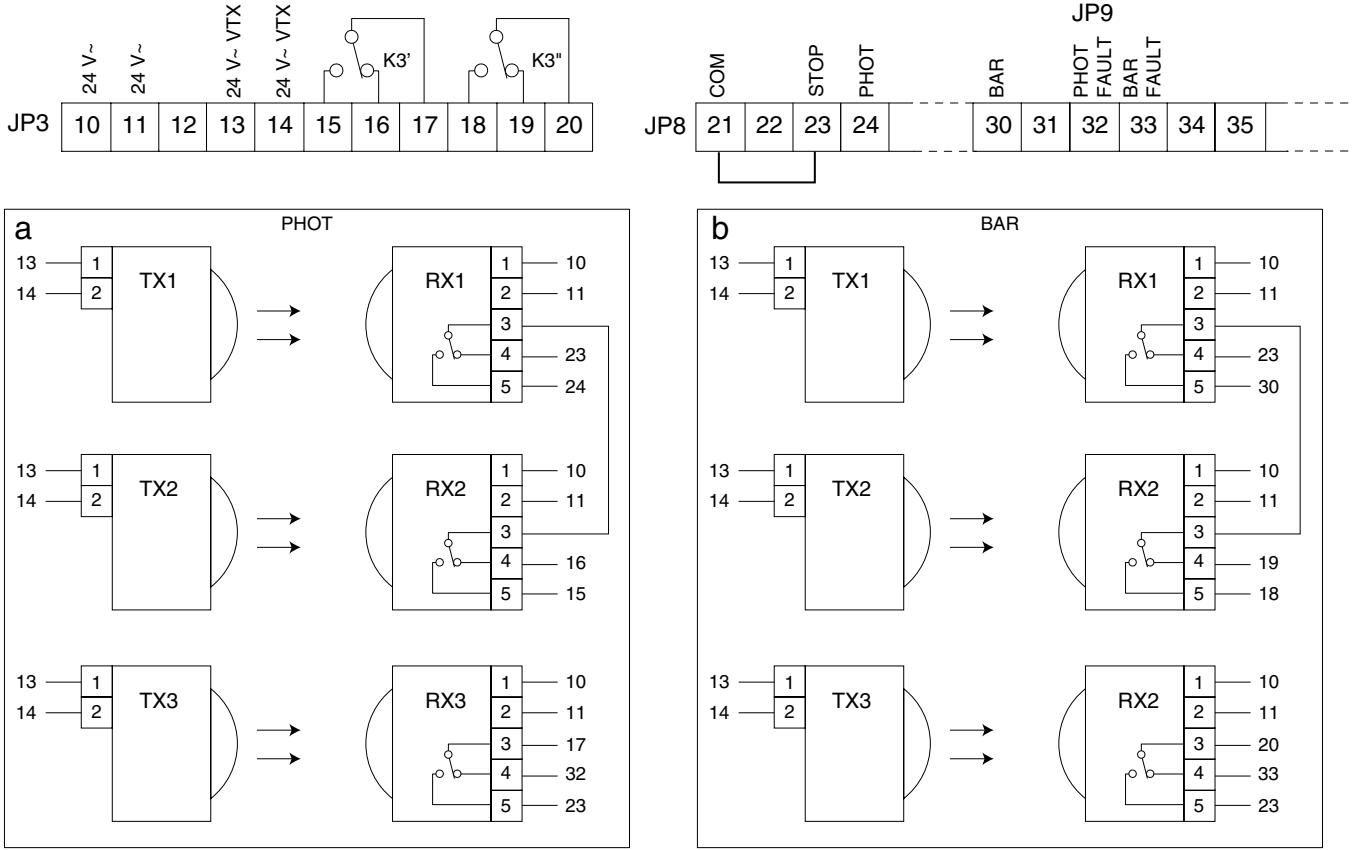 JP9
24 V~
24 V~
24 V~ VTX
24 V~ VTX
K3'
K3"
COM
STOP
PHOT
BAR
PHOT
FAULT
BAR
FAULT
JP3 10 11 12 13 14 15 16 17 18 19 20
JP8 21 22 23 24 30 31 32 33 34 35
a PHOT
13 1 TX1 RX1 1 10
14 2 2 11
3
4 23
5 24
13 1 TX2 RX2 1 10
14 2 2 11
3
4 16
5 15
13 1 TX3 RX3 1 10
14 2 2 11
3 17
4 32
5 23
b BAR
13 1 TX1 RX1 1 10
14 2 2 11
3
4 23
5 30
13 1 TX2 RX2 1 10
14 2 2 11
3
4 19
5 18
13 1 TX3 RX2 1 10
14 2 2 11
3 20
4 33
5 23